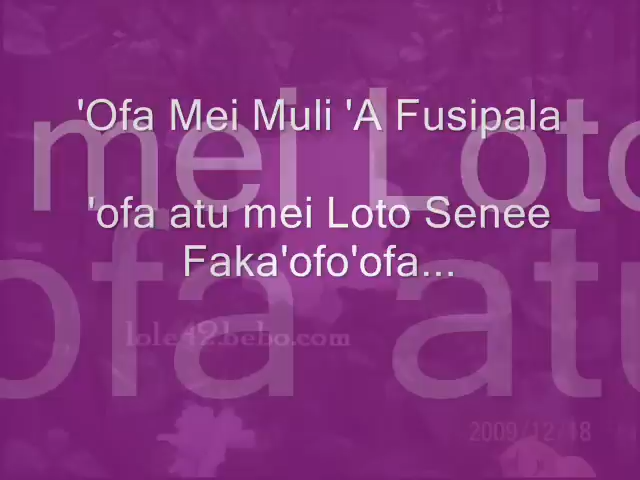 'Ofa Mei Muli 'A Fusipala
mei Loto
'ofa atu mei Loto Senee
Faka'ofo'ofa...
ofa atu
lole42.bebo.com
2009/12/18